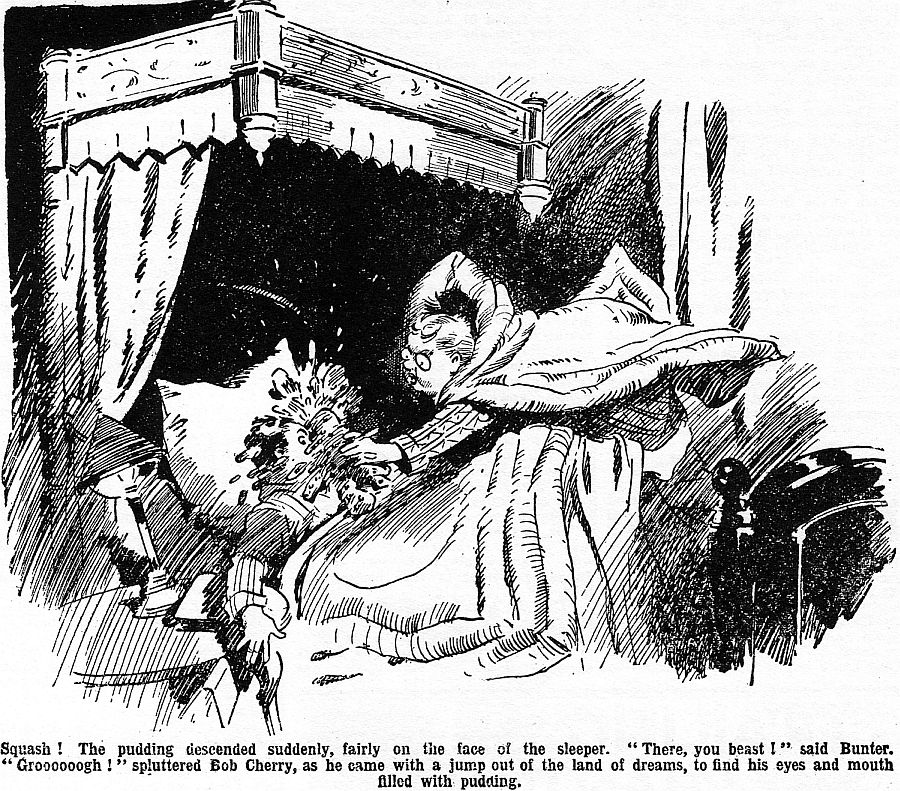 Squash ! The pudding descended suddenly, fairly on the face of the sleeper. " There, you beast ! " said Bunter.
" Groooooogh ! " spluttered Bob Cherry, as he came with a jump out of the land of dreams, to find his eyes and mouth
filled with pudding.